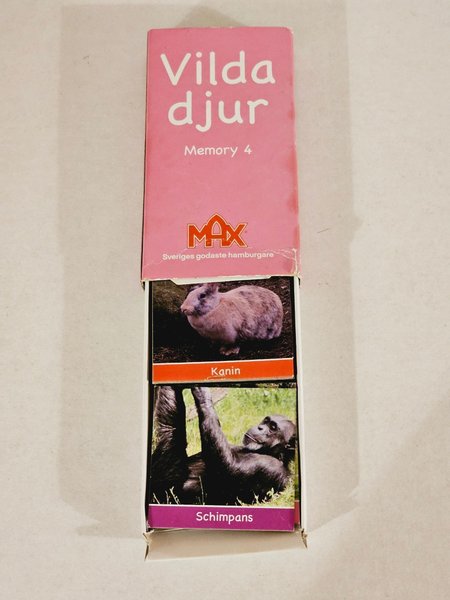 Vilda
djur
Memory 4
MAX
Sveriges godaste hamburgare
Kanin
Schimpans